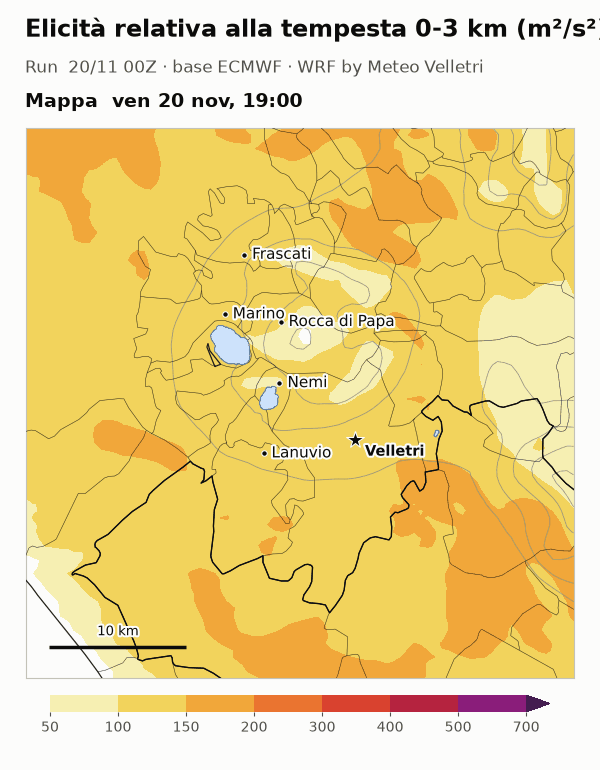 Elicità relativa alla tempesta 0-3 km (m²/s²)
Run 20/11 00Z · base ECMWF · WRF by Meteo Velletri
Mappa ven 20 nov, 19:00
Frascati
Marino
Rocca di Papa
Nemi
Velletri
Lanuvio
10 km
50 100 150 200 300 400 500 700